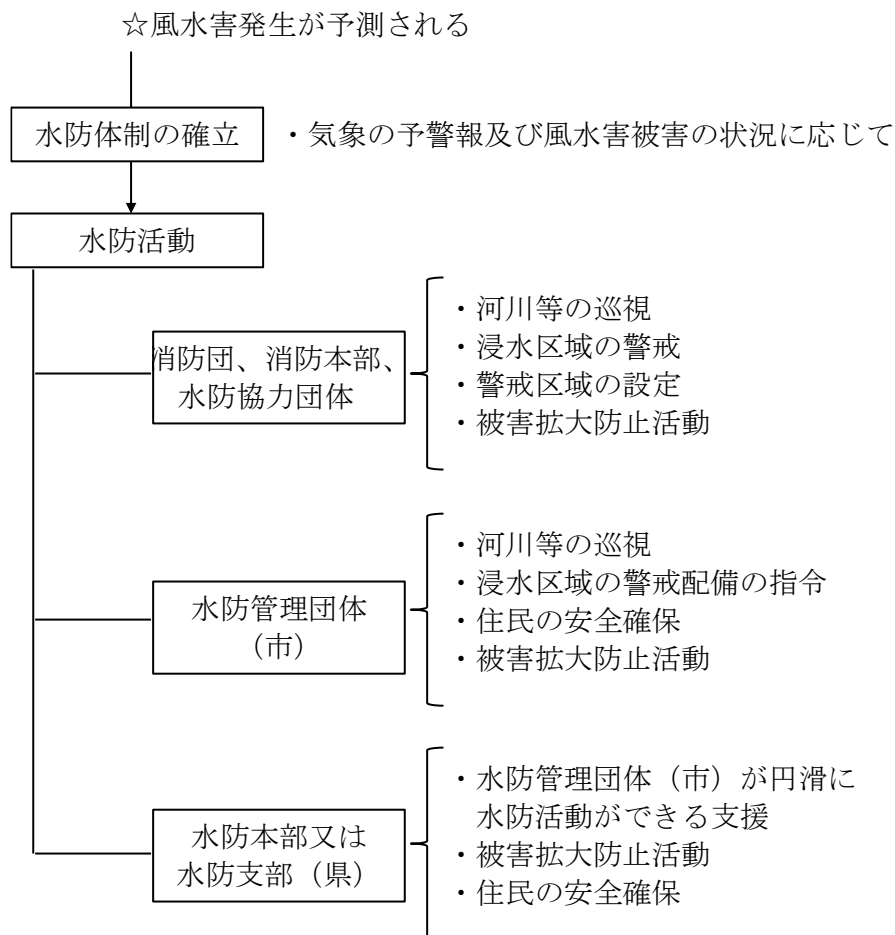 ☆風水害発生が予測される
水防体制の確立
・気象の予警報及び風水害被害の状況に応じて
水防活動
消防団、消防本部、
水防協力団体
・河川等の巡視
・浸水区域の警戒
・警戒区域の設定
・被害拡大防止活動
水防管理団体
(市)
・河川等の巡視
・浸水区域の警戒配備の指令
・住民の安全確保
・被害拡大防止活動
水防本部又は
水防支部(県)
・水防管理団体(市)が円滑に
水防活動ができる支援
・被害拡大防止活動
・住民の安全確保